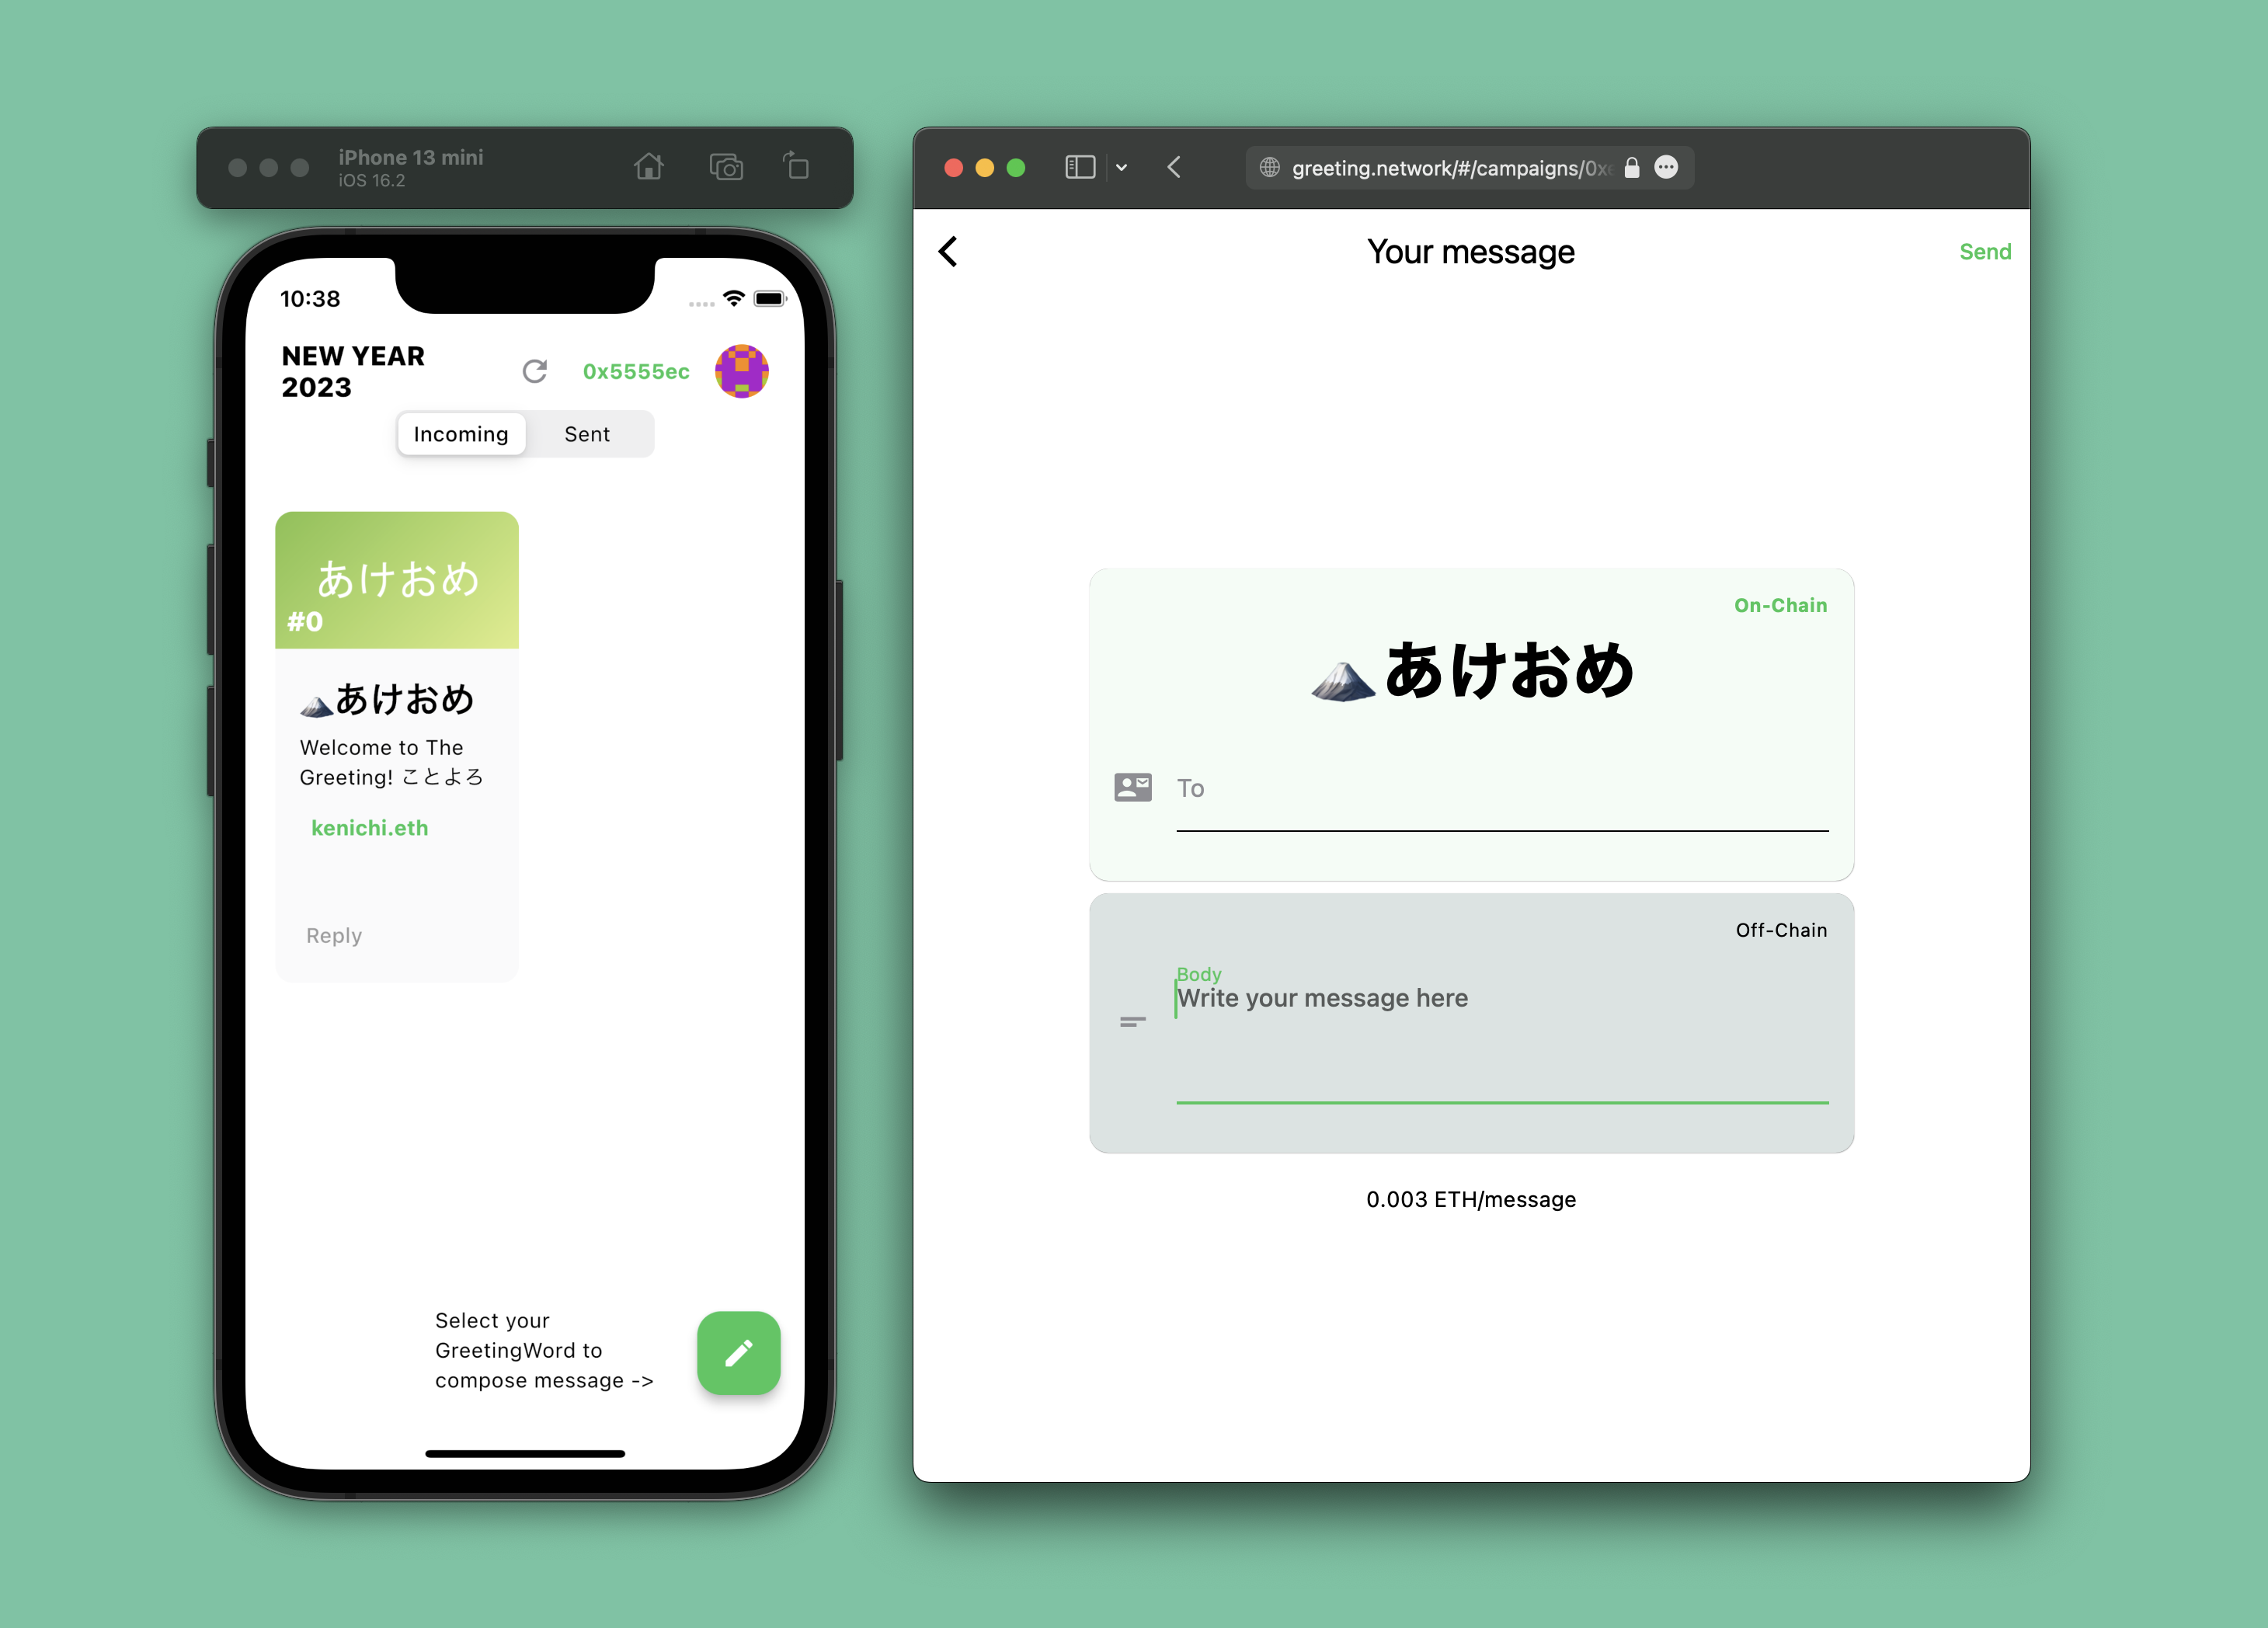 iPhone 13 mini
iOS 16.2
10:38
NEW YEAR
2023
0x5555ec
Incoming
Sent
あけおめ
#0
🗻あけおめ
Welcome to The
Greeting! ことよろ
kenichi.eth
Reply
Select your
GreetingWord to
compose message ->
greeting.network/#/campaigns/0x
Your message
Send
On-Chain
🗻あけおめ
To
Off-Chain
Body
Write your message here
0.003 ETH/message